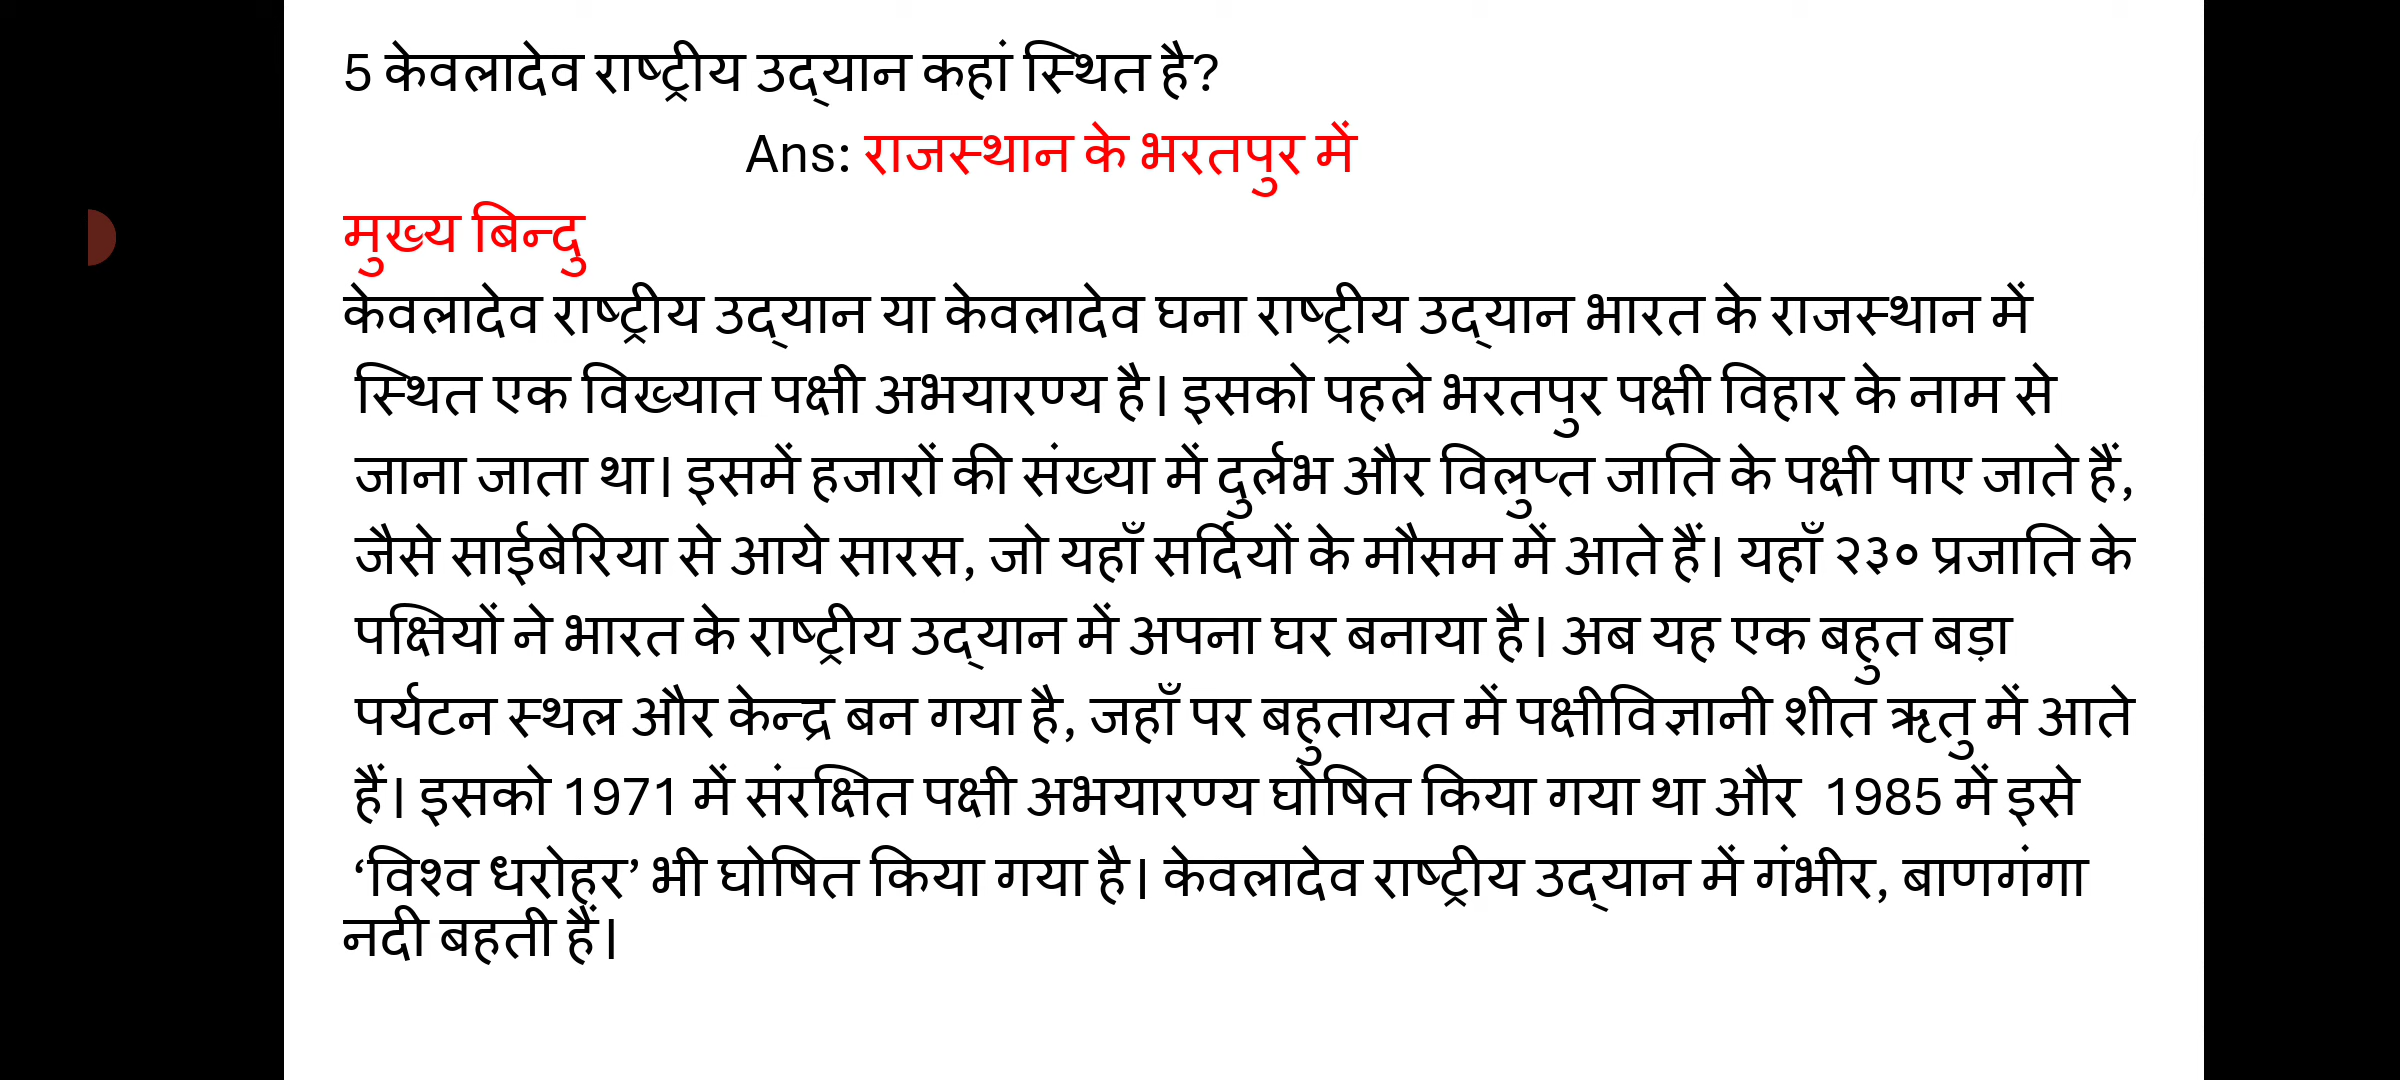 5 केवलादेव राष्ट्रीय उद्‌यान कहां स्थित है?
Ans: राजस्थान के भरतपुर में
मुख्य बिन्दु
केवलादेव राष्ट्रीय उद्‌यान या केवलादेव घना राष्ट्रीय उद्‌यान भारत के राजस्थान में
स्थित एक विख्यात पक्षी अभयारण्य है। इसको पहले भरतपुर पक्षी विहार के नाम से
जाना जाता था। इसमें हजारों की संख्या में दुर्लभ और विलुप्त जाति के पक्षी पाए जाते हैं,
जैसे साईबेरिया से आये सारस, जो यहाँ सर्दियों के मौसम में आते हैं। यहाँ २३० प्रजाति के
पक्षियों ने भारत के राष्ट्रीय उद्‌यान में अपना घर बनाया है। अब यह एक बहुत बड़ा
पर्यटन स्थल और केन्द्र बन गया है, जहाँ पर बहुतायत में पक्षीविज्ञानी शीत ऋतु में आते
हैं। इसको 1971 में संरक्षित पक्षी अभयारण्य घोषित किया गया था और 1985 में इसे
‘विश्व धरोहर’ भी घोषित किया गया है। केवलादेव राष्ट्रीय उद्‌यान में गंभीर, बाणगंगा
नदी बहती हैं।